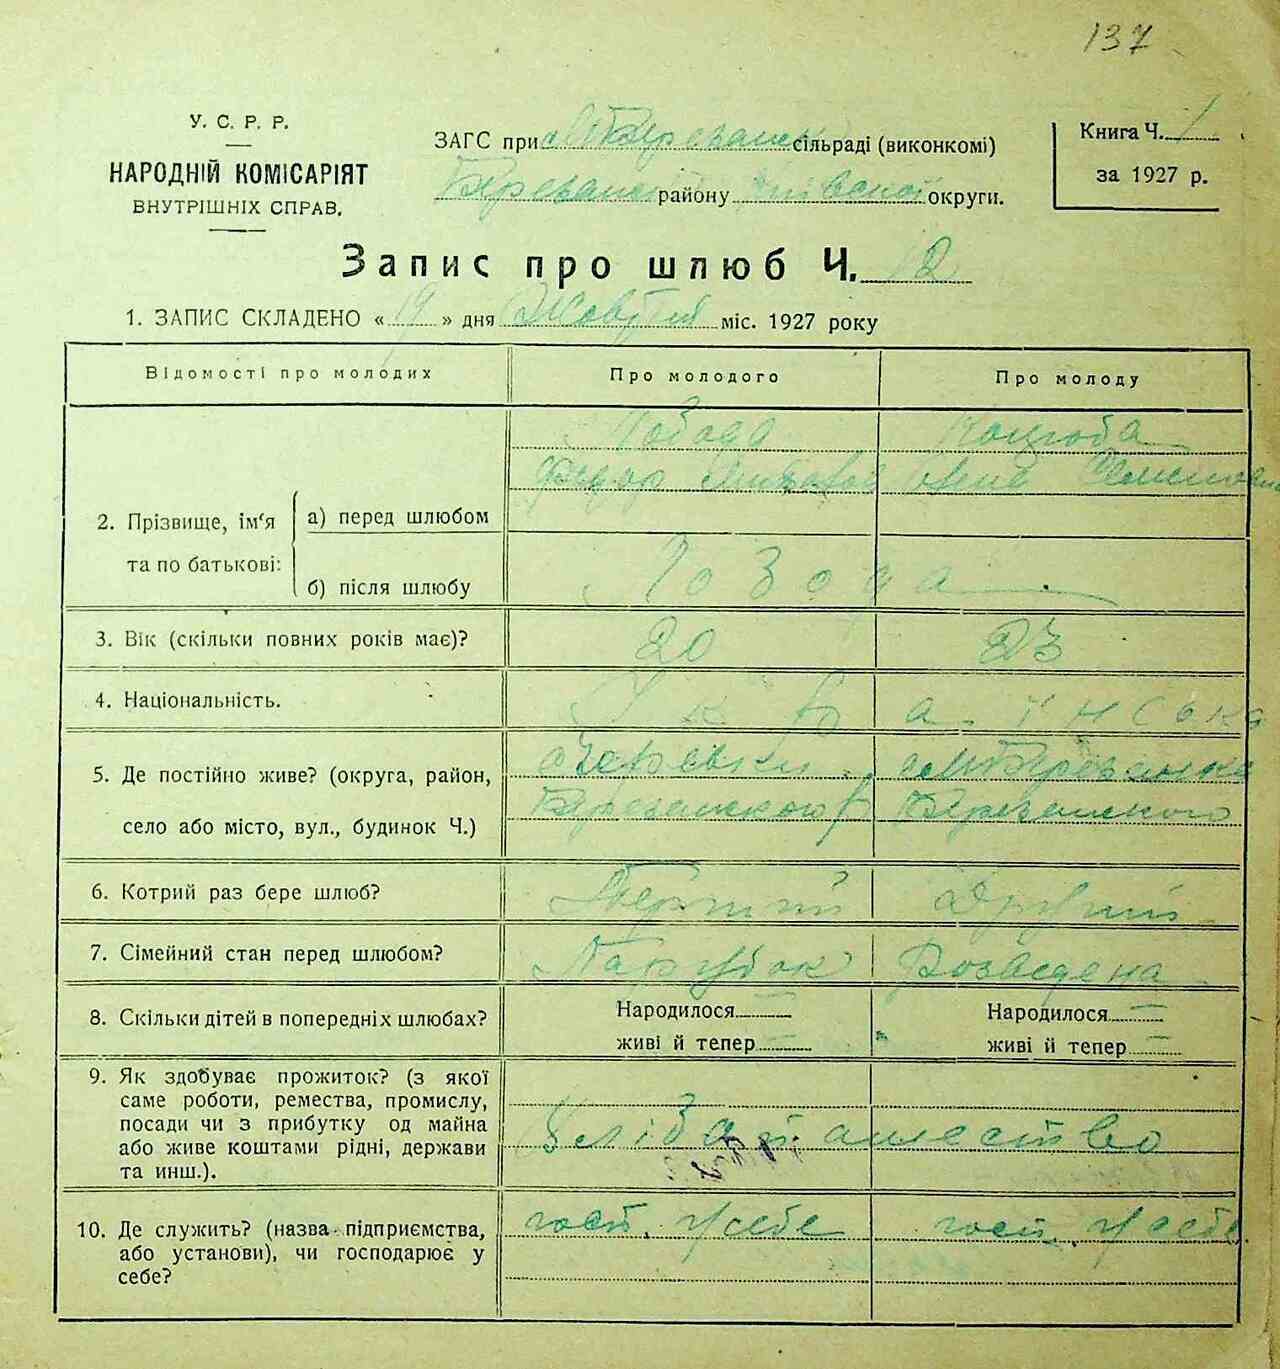 137
У. С. Р. Р.
НАРОДНІЙ КОМІСАРІЯТ
ВНУТРІШНІХ СПРАВ.
ЗАГС при сільраді (виконкомі)
району округи.
Книга Ч. 1
за 1927 р.
Запис про шлюб Ч. 12
1. ЗАПИС СКЛАДЕНО « 19 » дня Жовтня міс. 1927 року
Відомості про молодих Про молодого Про молоду
Лобода Коцюба
Федор
2. Прізвище, ім'я та по батькові: а) перед шлюбом
б) після шлюбу Лобода
3. Вік (скільки повних років має)? 20 23
4. Національність. Українська
5. Де постійно живе? (округа, район,
село або місто, вул., будинок Ч.) Березанского Березанского
6. Котрий раз бере шлюб? Перший Другий
7. Сімейний стан перед шлюбом? Парубок Розведена
8. Скільки дітей в попередніх шлюбах? Народилося — Народилося —
живі й тепер живі й тепер —
9. Як здобуває прожиток? (з якої
саме роботи, ремества, промислу,
посади чи з прибутку од майна
або живе коштами рідні, держави
та инш.).
10. Де служить? (назва підприємства, госп. у себе госп. у себе
або установи), чи господарює у
себе?